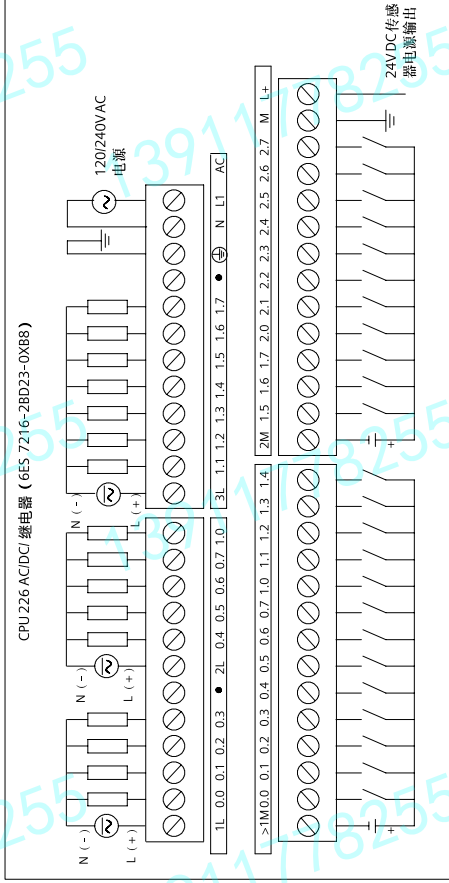 CPU 226 AC/DC/ 继电器 ( 6ES 7216-2BD23-0XB8 )
N (-)
L (+)
N (-)
L (+)
N (-)
L (+)
120/240V AC
电源
1L 0.0 0.1 0.2 0.3 • 2L 0.4 0.5 0.6 0.7 1.0
3L 1.1 1.2 1.3 1.4 1.5 1.6 1.7 • N L1 AC
>1M 0.0 0.1 0.2 0.3 0.4 0.5 0.6 0.7 1.0 1.1 1.2 1.3 1.4
2M 1.5 1.6 1.7 2.0 2.1 2.2 2.3 2.4 2.5 2.6 2.7 M L+
+
+
24V DC 传感
器电源输出
13911778255
13911778255
13911778255